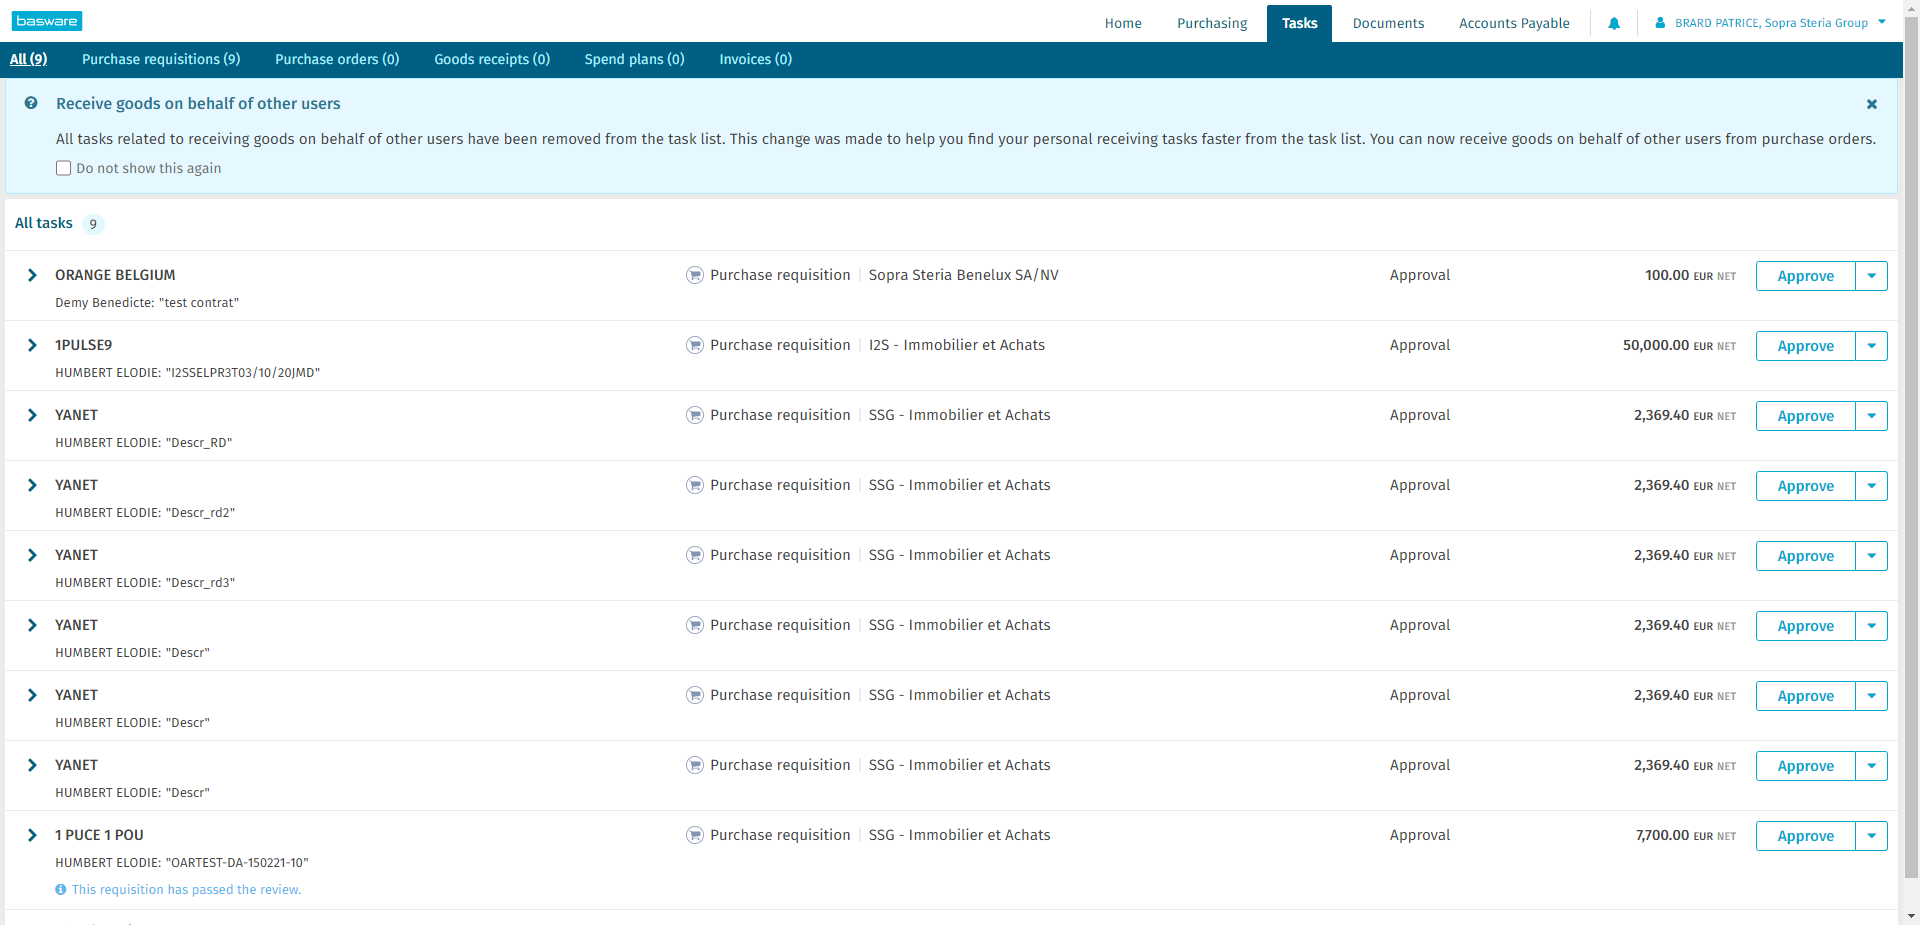 basware
Home Purchasing Tasks Documents Accounts Payable BRARD PATRICE, Sopra Steria Group
All (9) Purchase requisitions (9) Purchase orders (0) Goods receipts (0) Spend plans (0) Invoices (0)
Receive goods on behalf of other users
All tasks related to receiving goods on behalf of other users have been removed from the task list. This change was made to help you find your personal receiving tasks faster from the task list. You can now receive goods on behalf of other users from purchase orders.
Do not show this again
All tasks 9
ORANGE BELGIUM Purchase requisition Sopra Steria Benelux SA/NV Approval 100.00 EUR NET Approve
Demy Benedicte: "test contrat"
1PULSE9 Purchase requisition I2S - Immobilier et Achats Approval 50,000.00 EUR NET Approve
HUMBERT ELODIE: "I2SSELPR3T03/10/20JMD"
YANET Purchase requisition SSG - Immobilier et Achats Approval 2,369.40 EUR NET Approve
HUMBERT ELODIE: "Descr_RD"
YANET Purchase requisition SSG - Immobilier et Achats Approval 2,369.40 EUR NET Approve
HUMBERT ELODIE: "Descr_rd2"
YANET Purchase requisition SSG - Immobilier et Achats Approval 2,369.40 EUR NET Approve
HUMBERT ELODIE: "Descr_rd3"
YANET Purchase requisition SSG - Immobilier et Achats Approval 2,369.40 EUR NET Approve
HUMBERT ELODIE: "Descr"
YANET Purchase requisition SSG - Immobilier et Achats Approval 2,369.40 EUR NET Approve
HUMBERT ELODIE: "Descr"
YANET Purchase requisition SSG - Immobilier et Achats Approval 2,369.40 EUR NET Approve
HUMBERT ELODIE: "Descr"
1 PUCE 1 POU Purchase requisition SSG - Immobilier et Achats Approval 7,700.00 EUR NET Approve
HUMBERT ELODIE: "OARTEST-DA-150221-10"
This requisition has passed the review.